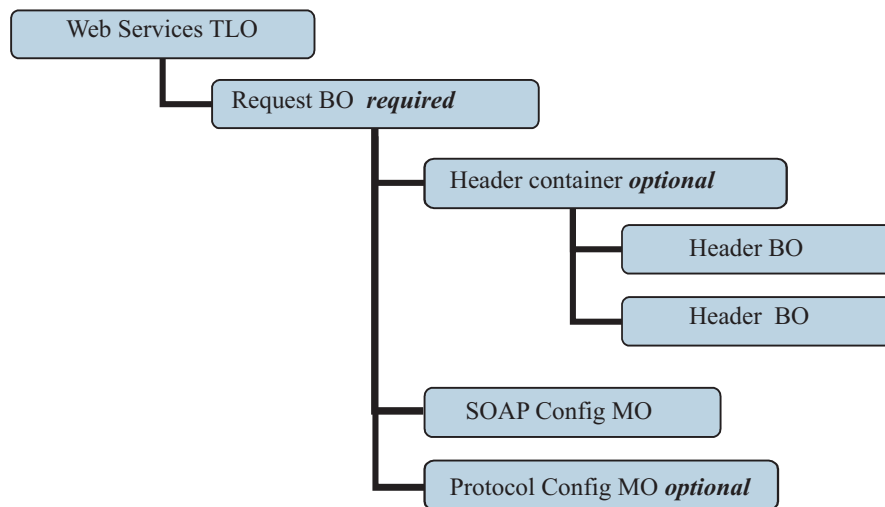 Web Services TLO
Request BO required
Header container optional
Header BO
Header BO
SOAP Config MO
Protocol Config MO optional